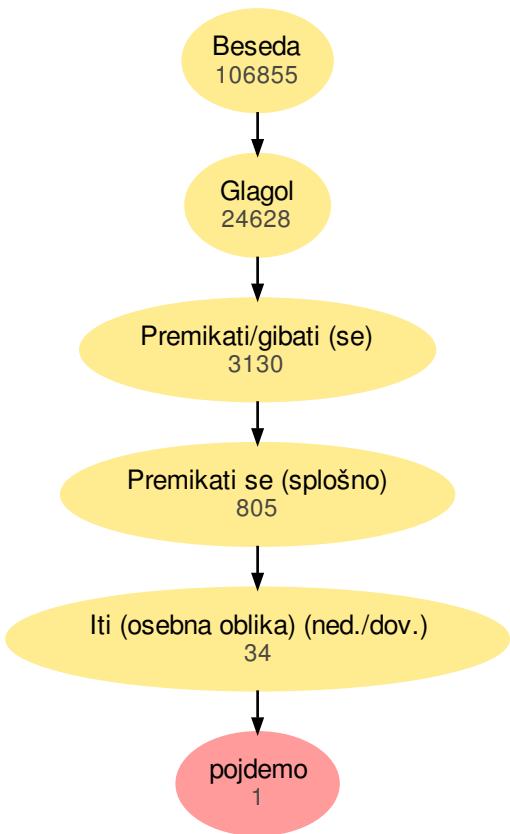 Beseda
106855
Glagol
24628
Premikati/gibati (se)
3130
Premikati se (splošno)
805
Iti (osebna oblika) (ned./dov.)
34
pojdemo
1